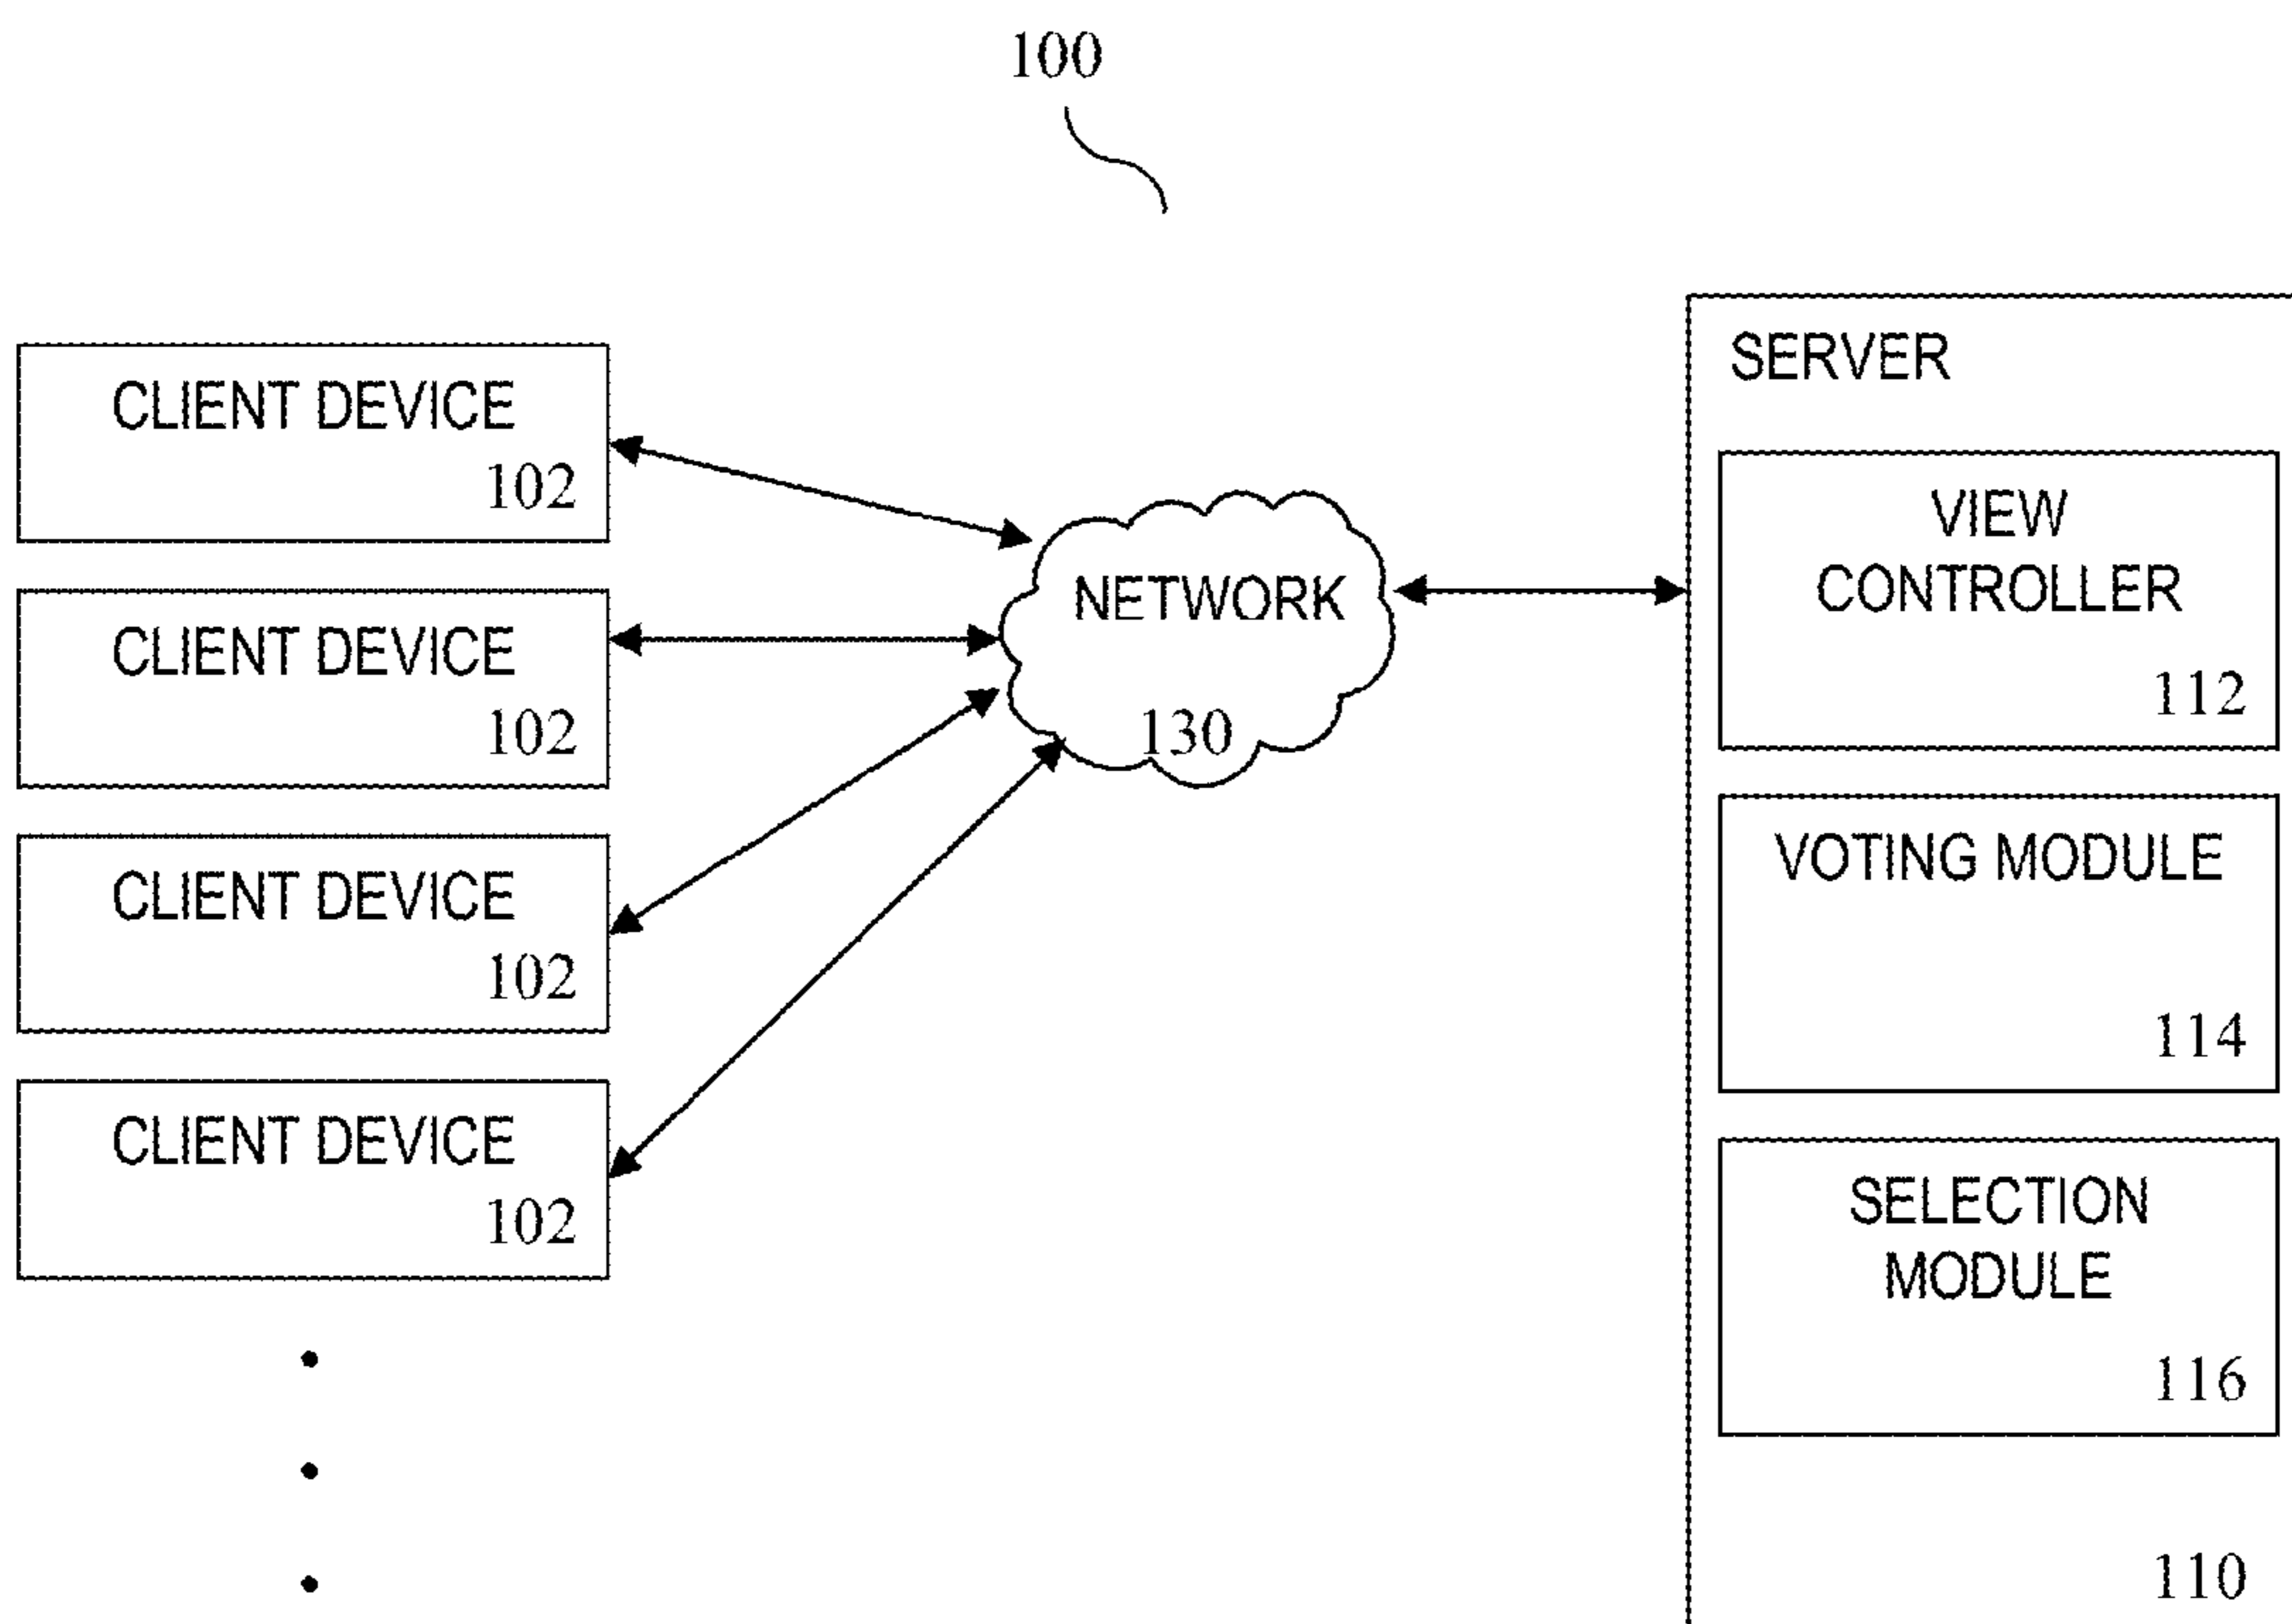 100
CLIENT DEVICE
102
CLIENT DEVICE
102
CLIENT DEVICE
102
CLIENT DEVICE
102
NETWORK
130
SERVER
VIEW
CONTROLLER
112
VOTING MODULE
114
SELECTION
MODULE
116
110